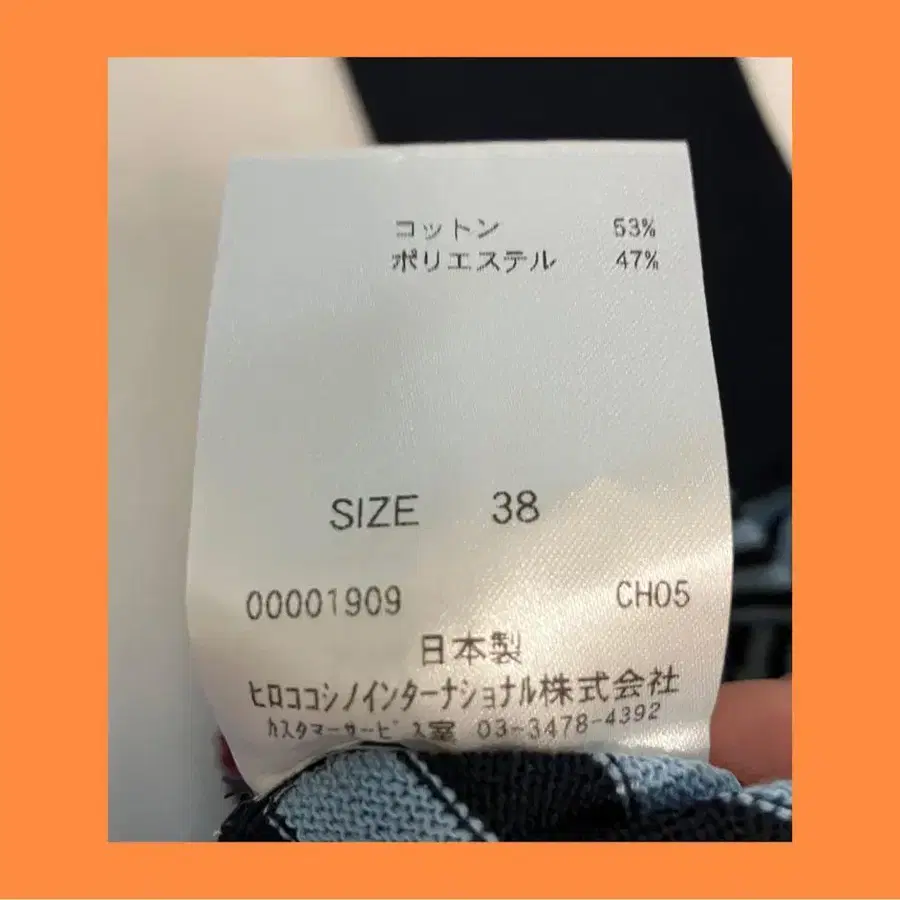 コットン 53%
ポリエステル 47%
SIZE 38
00001909 CH05
日本製
ヒロココシノインターナショナル株式会社
カスタマーサービス室 03-3478-4392